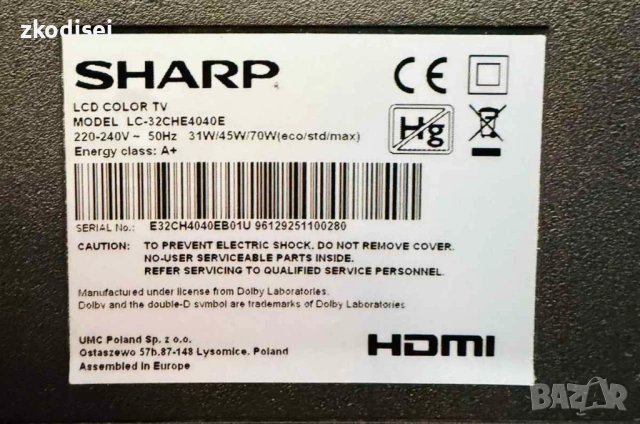 zkodisei
SHARP
CE
LCD COLOR TV
MODEL LC-32CHE4040E
220-240V ~ 50Hz 31W/45W/70W(eco/std/max)
Energy class: A+
Hg
SERIAL No.: E32CH4040EB01U 96129251100280
CAUTION: TO PREVENT ELECTRIC SHOCK, DO NOT REMOVE COVER.
NO-USER SERVICEABLE PARTS INSIDE.
REFER SERVICING TO QUALIFIED SERVICE PERSONNEL.
Manufactured under license from Dolby Laboratories.
Dolby and the double-D symbol are trademarks of Dolby Laboratories
UMC Poland Sp. z o.o.
Ostaszewo 57h,87-148 Lysomice, Poland
Assembled in Europe
HDMI
BAZAR